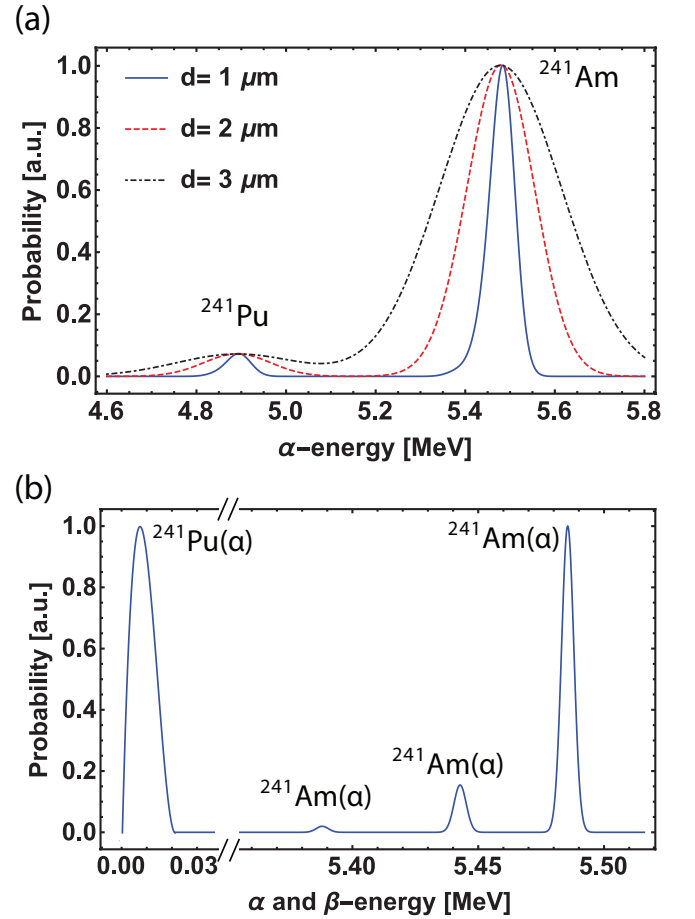 (a)
d= 1 μm
d= 2 μm
d= 3 μm
²⁴¹Am
²⁴¹Pu
Probability [a.u.]
1.0
0.8
0.6
0.4
0.2
0.0
4.6 4.8 5.0 5.2 5.4 5.6 5.8
α-energy [MeV]
(b)
²⁴¹Pu(α)
²⁴¹Am(α)
²⁴¹Am(α)
²⁴¹Am(α)
Probability [a.u.]
1.0
0.8
0.6
0.4
0.2
0.0
0.00 0.03 5.40 5.45 5.50
α and β-energy [MeV]